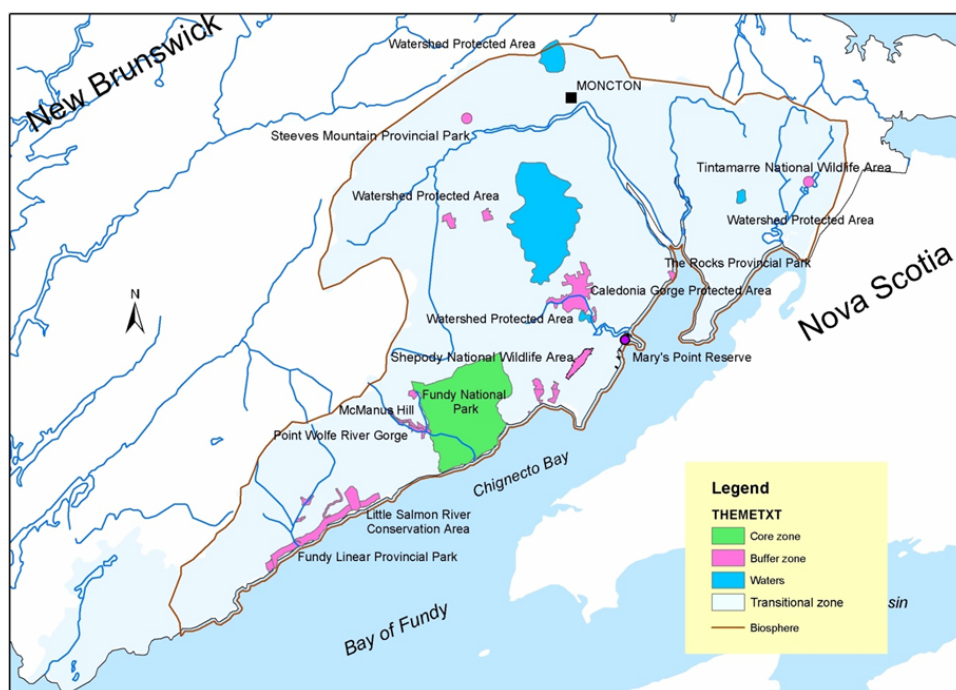 New Brunswick
Watershed Protected Area
MONCTON
Steeves Mountain Provincial Park
Tintamarre National Wildlife Area
Watershed Protected Area
Watershed Protected Area
The Rocks Provincial Park
Nova Scotia
Caledonia Gorge Protected Area
N
Watershed Protected Area
Shepody National Wildlife Area
Mary's Point Reserve
Fundy National
Park
McManus Hill
Point Wolfe River Gorge
Chignecto Bay
Little Salmon River
Conservation Area
Fundy Linear Provincial Park
Bay of Fundy
Legend
THEMETXT
Core zone
Buffer zone
Waters
Transitional zone
Biosphere
sin